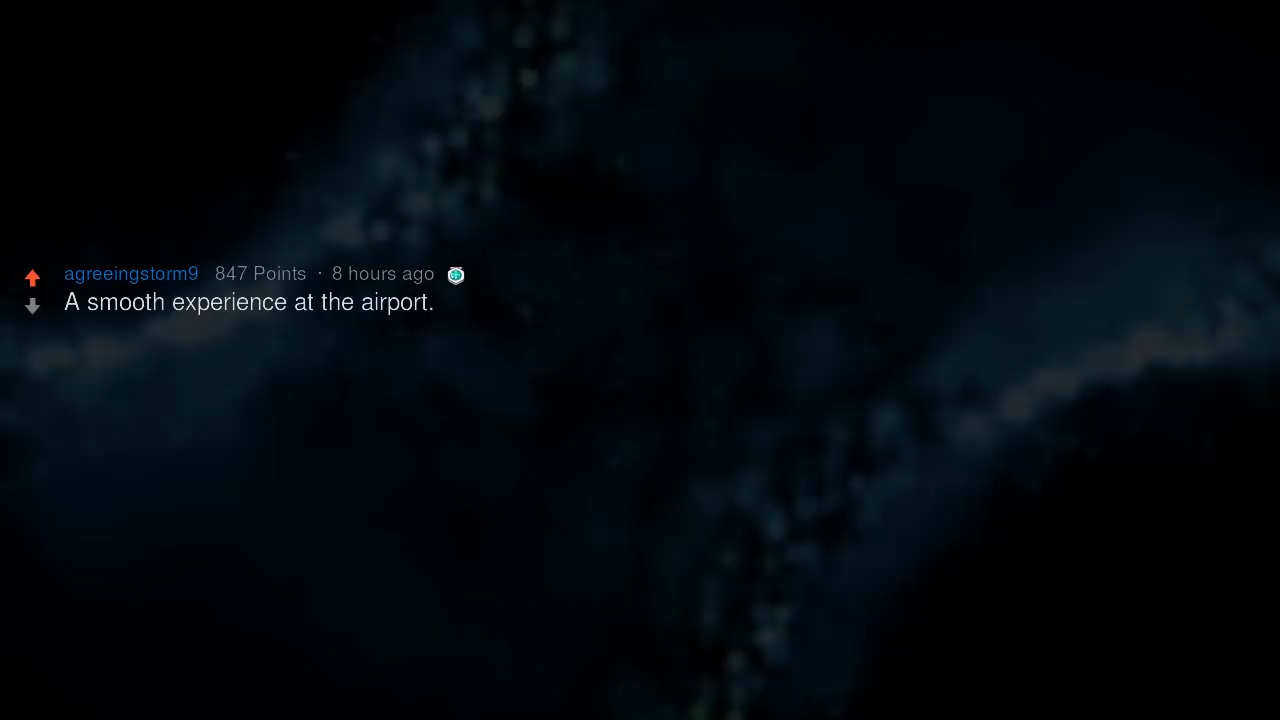 agreeingstorm9 847 Points · 8 hours ago
A smooth experience at the airport.